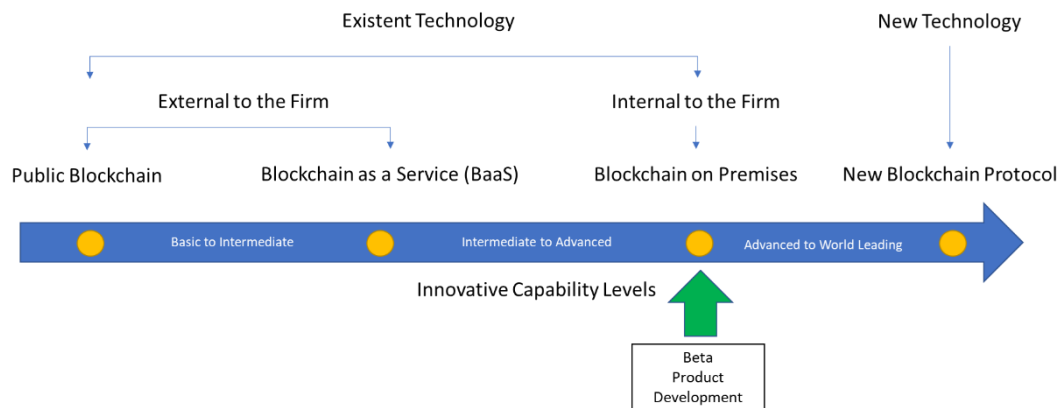 Existent Technology
New Technology
External to the Firm
Internal to the Firm
Public Blockchain
Blockchain as a Service (BaaS)
Blockchain on Premises
New Blockchain Protocol
Basic to Intermediate
Intermediate to Advanced
Advanced to World Leading
Innovative Capability Levels
Beta
Product
Development